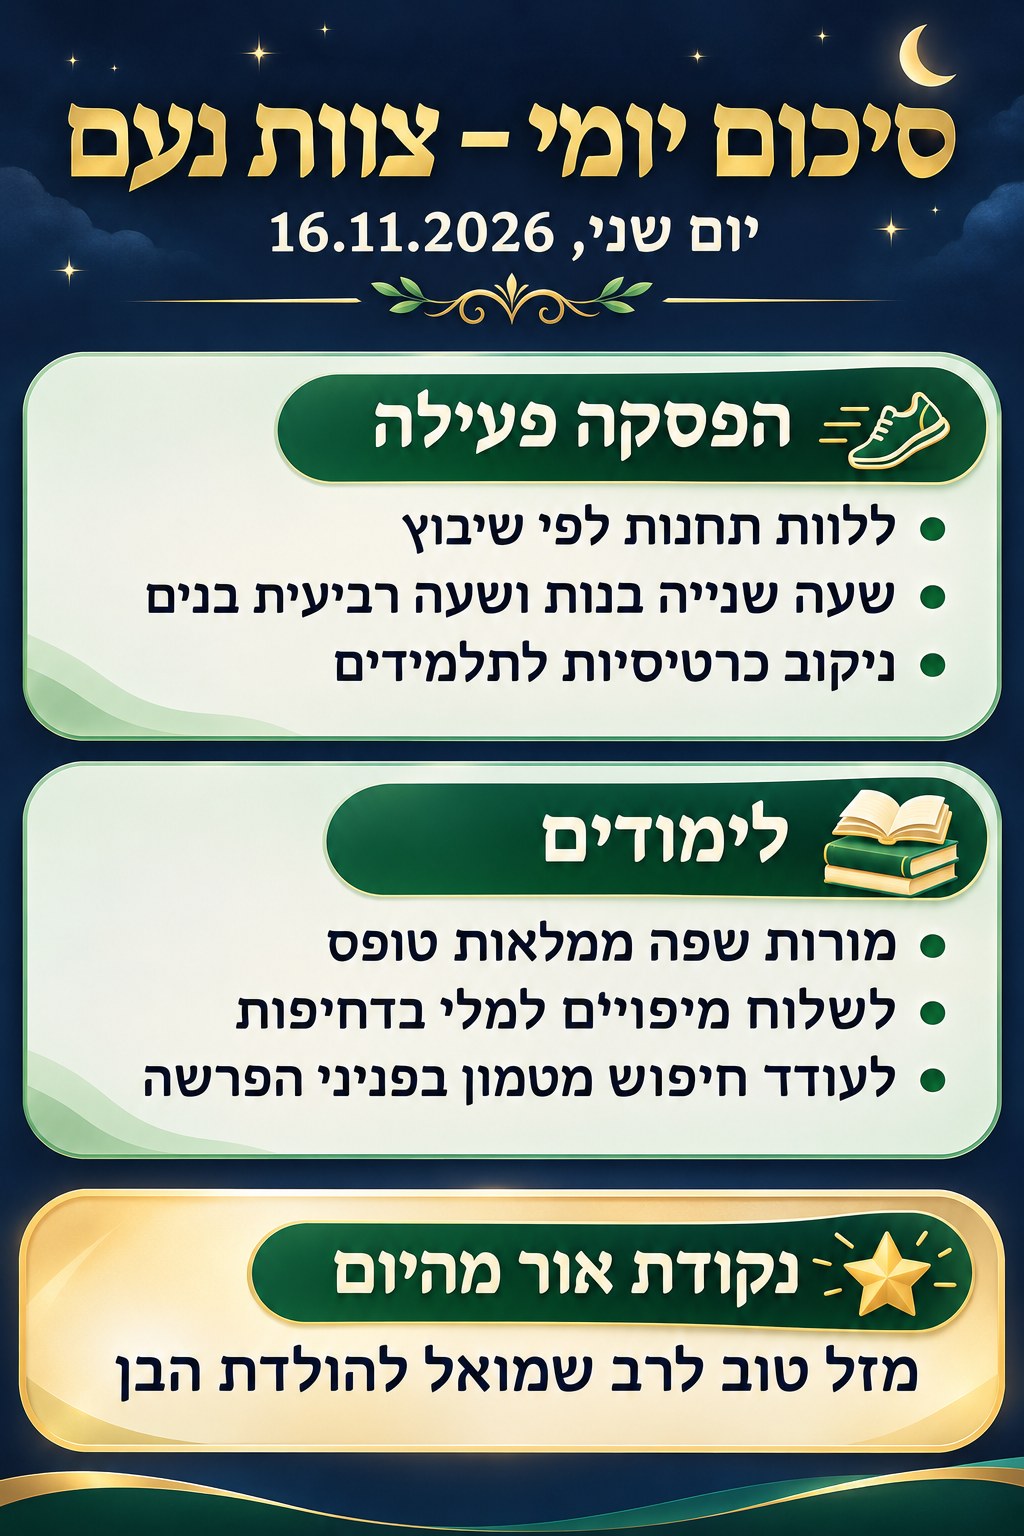 סיכום יומי – צוות נעם
יום שני, 16.11.2026
הפסקה פעילה
ללוות תחנות לפי שיבוץ
שעה שנייה בנות ושעה רביעית בנים
ניקוב כרטיסיות לתלמידים
לימודים
מורות שפה ממלאות טופס
לשלוח מיפויים למלי בדחיפות
לעודד חיפוש מטמון בפניני הפרשה
נקודת אור מהיום
מזל טוב לרב שמואל להולדת הבן